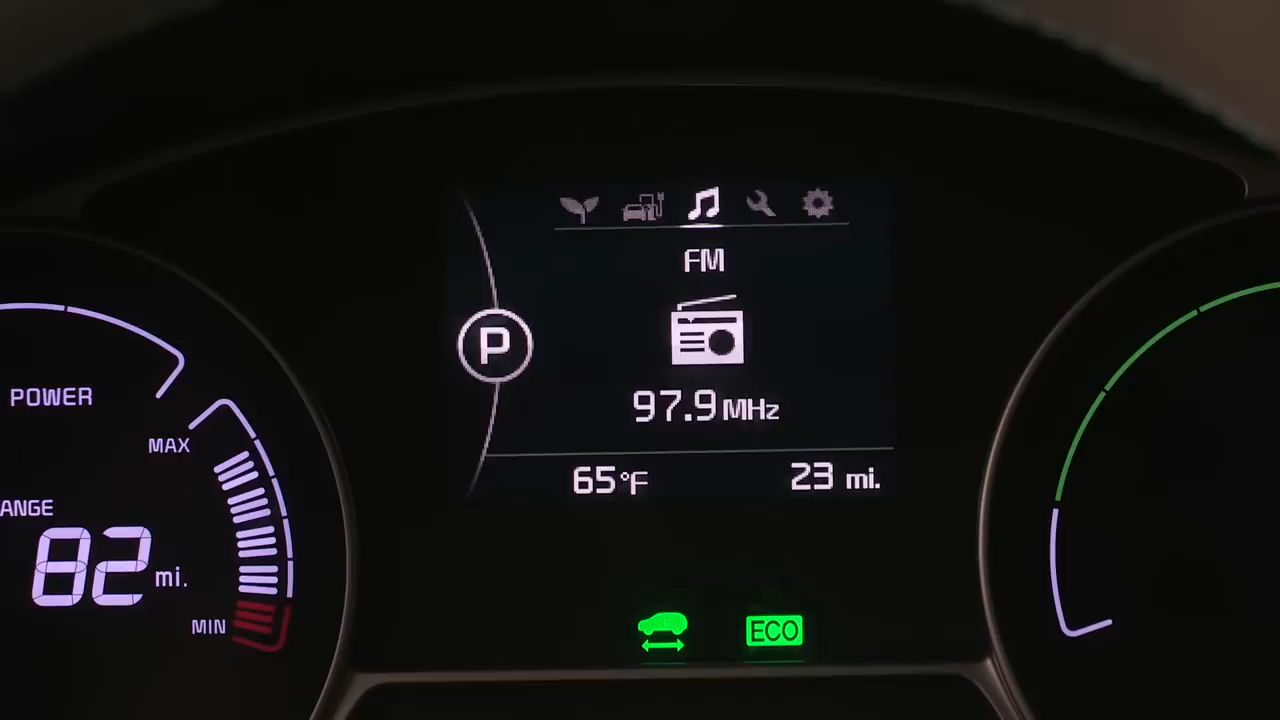 FM
P
97.9 MHz
POWER
MAX
65°F
23 mi.
ANGE
82 mi.
MIN
ECO